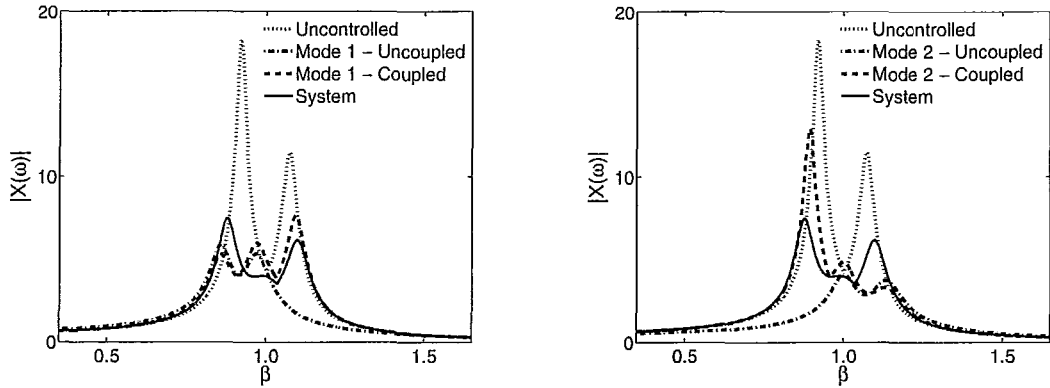 20
10
0
|X(ω)|
0.5
1.0
1.5
β
Uncontrolled
Mode 1 – Uncoupled
Mode 1 – Coupled
System
20
10
0
|X(ω)|
0.5
1.0
1.5
β
Uncontrolled
Mode 2 – Uncoupled
Mode 2 – Coupled
System